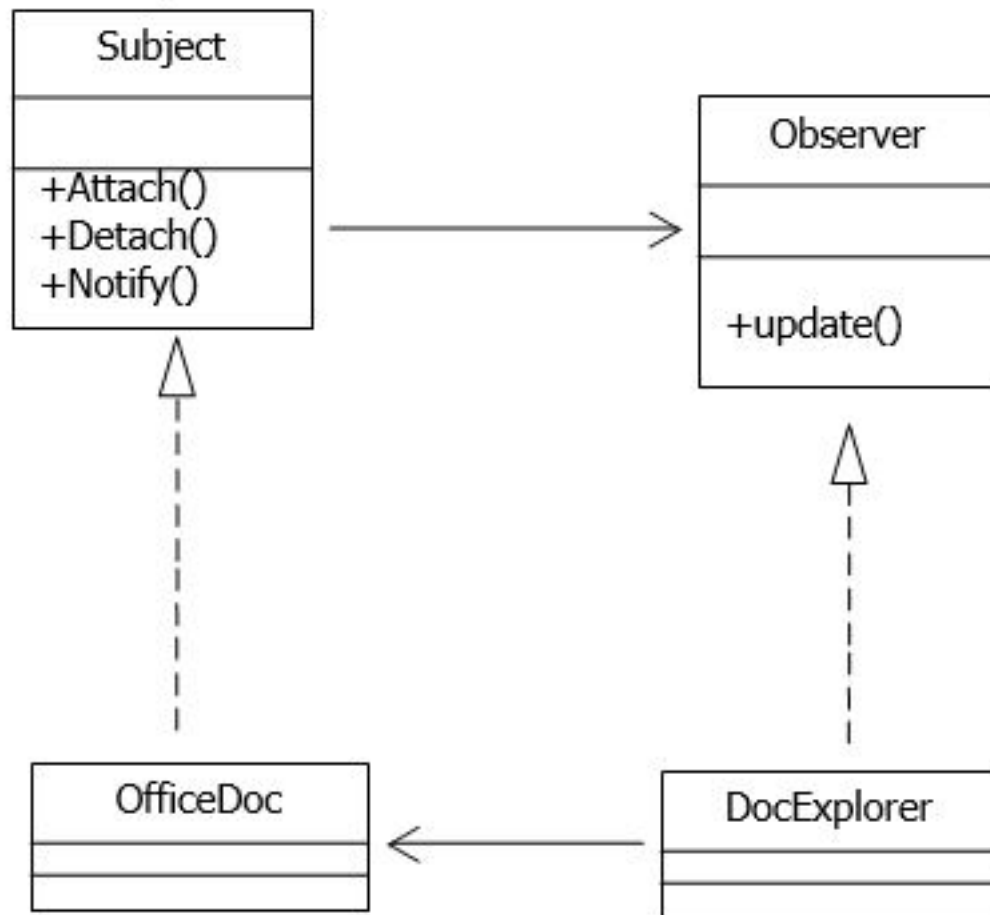 Subject
+Attach()
+Detach()
+Notify()
Observer
+update()
OfficeDoc
DocExplorer